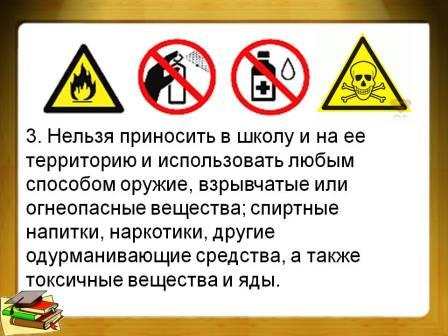 3. Нельзя приносить в школу и на ее
территорию и использовать любым
способом оружие, взрывчатые или
огнеопасные вещества; спиртные
напитки, наркотики, другие
одурманивающие средства, а также
токсичные вещества и яды.